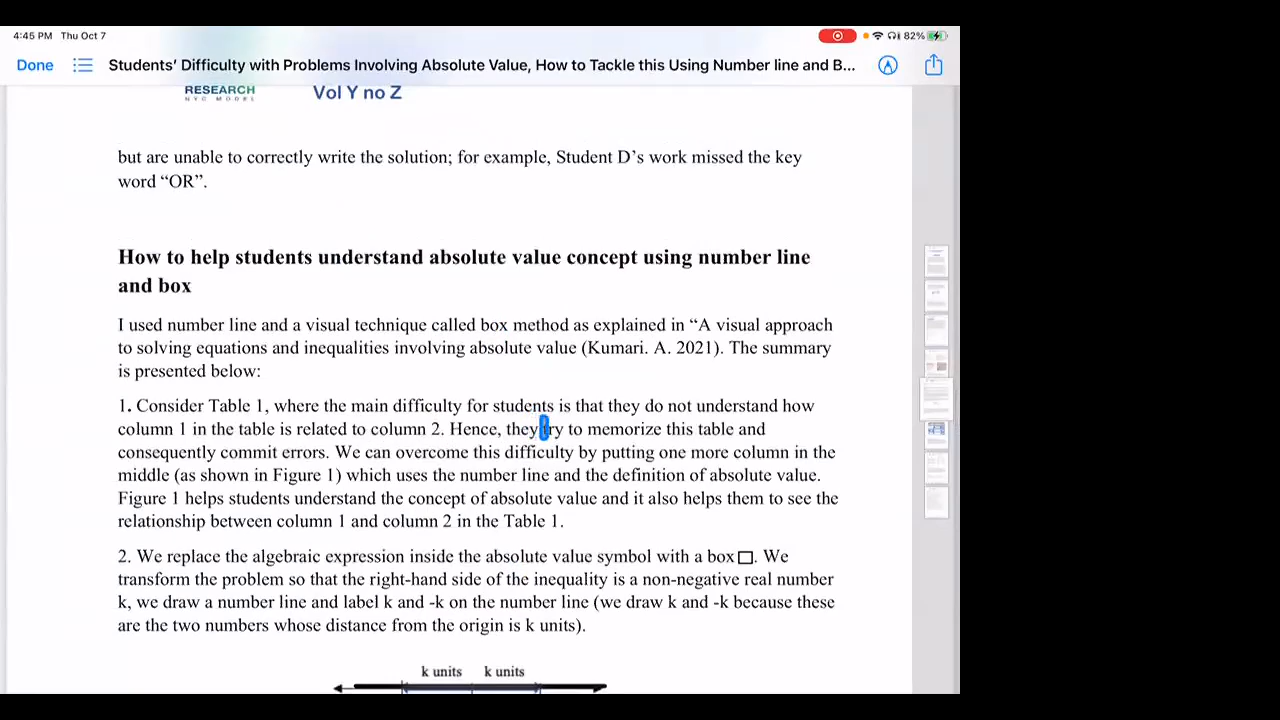 4:45 PM Thu Oct 7
82%
Done
Students' Difficulty with Problems Involving Absolute Value, How to Tackle this Using Number line and B...
RESEARCH
NYC MODEL
Vol Y no Z
but are unable to correctly write the solution; for example, Student D's work missed the key
word “OR”.
How to help students understand absolute value concept using number line
and box
I used number line and a visual technique called box method as explained in “A visual approach
to solving equations and inequalities involving absolute value (Kumari. A. 2021). The summary
is presented below:
1. Consider Table 1, where the main difficulty for students is that they do not understand how
column 1 in the table is related to column 2. Hence, they try to memorize this table and
consequently commit errors. We can overcome this difficulty by putting one more column in the
middle (as shown in Figure 1) which uses the number line and the definition of absolute value.
Figure 1 helps students understand the concept of absolute value and it also helps them to see the
relationship between column 1 and column 2 in the Table 1.
2. We replace the algebraic expression inside the absolute value symbol with a box □. We
transform the problem so that the right-hand side of the inequality is a non-negative real number
k, we draw a number line and label k and -k on the number line (we draw k and -k because these
are the two numbers whose distance from the origin is k units).
k units k units